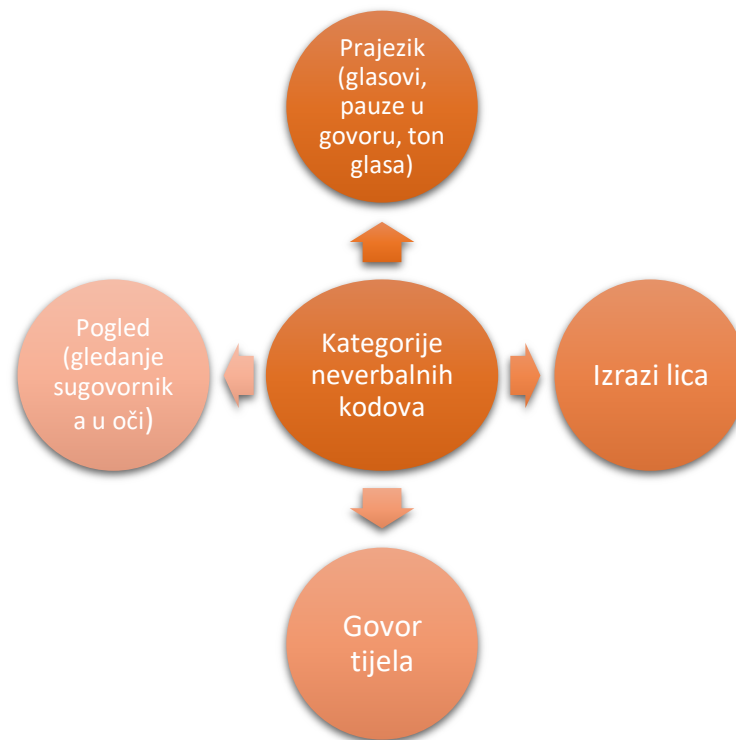 Prajezik
(glasovi,
pauze u
govoru, ton
glasa)
Pogled
(gledanje
sugovornik
a u oči)
Kategorije
neverbalnih
kodova
Izrazi lica
Govor
tijela